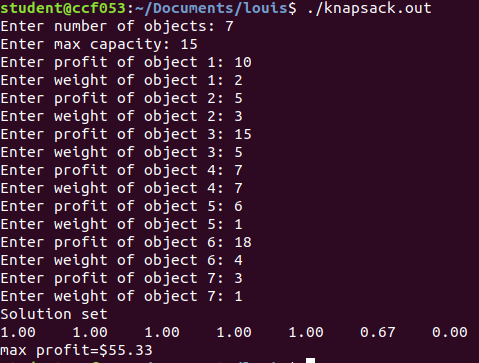 student@ccf053:~/Documents/louis$ ./knapsack.out
Enter number of objects: 7
Enter max capacity: 15
Enter profit of object 1: 10
Enter weight of object 1: 2
Enter profit of object 2: 5
Enter weight of object 2: 3
Enter profit of object 3: 15
Enter weight of object 3: 5
Enter profit of object 4: 7
Enter weight of object 4: 7
Enter profit of object 5: 6
Enter weight of object 5: 1
Enter profit of object 6: 18
Enter weight of object 6: 4
Enter profit of object 7: 3
Enter weight of object 7: 1
Solution set
1.00 1.00 1.00 1.00 1.00 0.67 0.00
max profit=$55.33